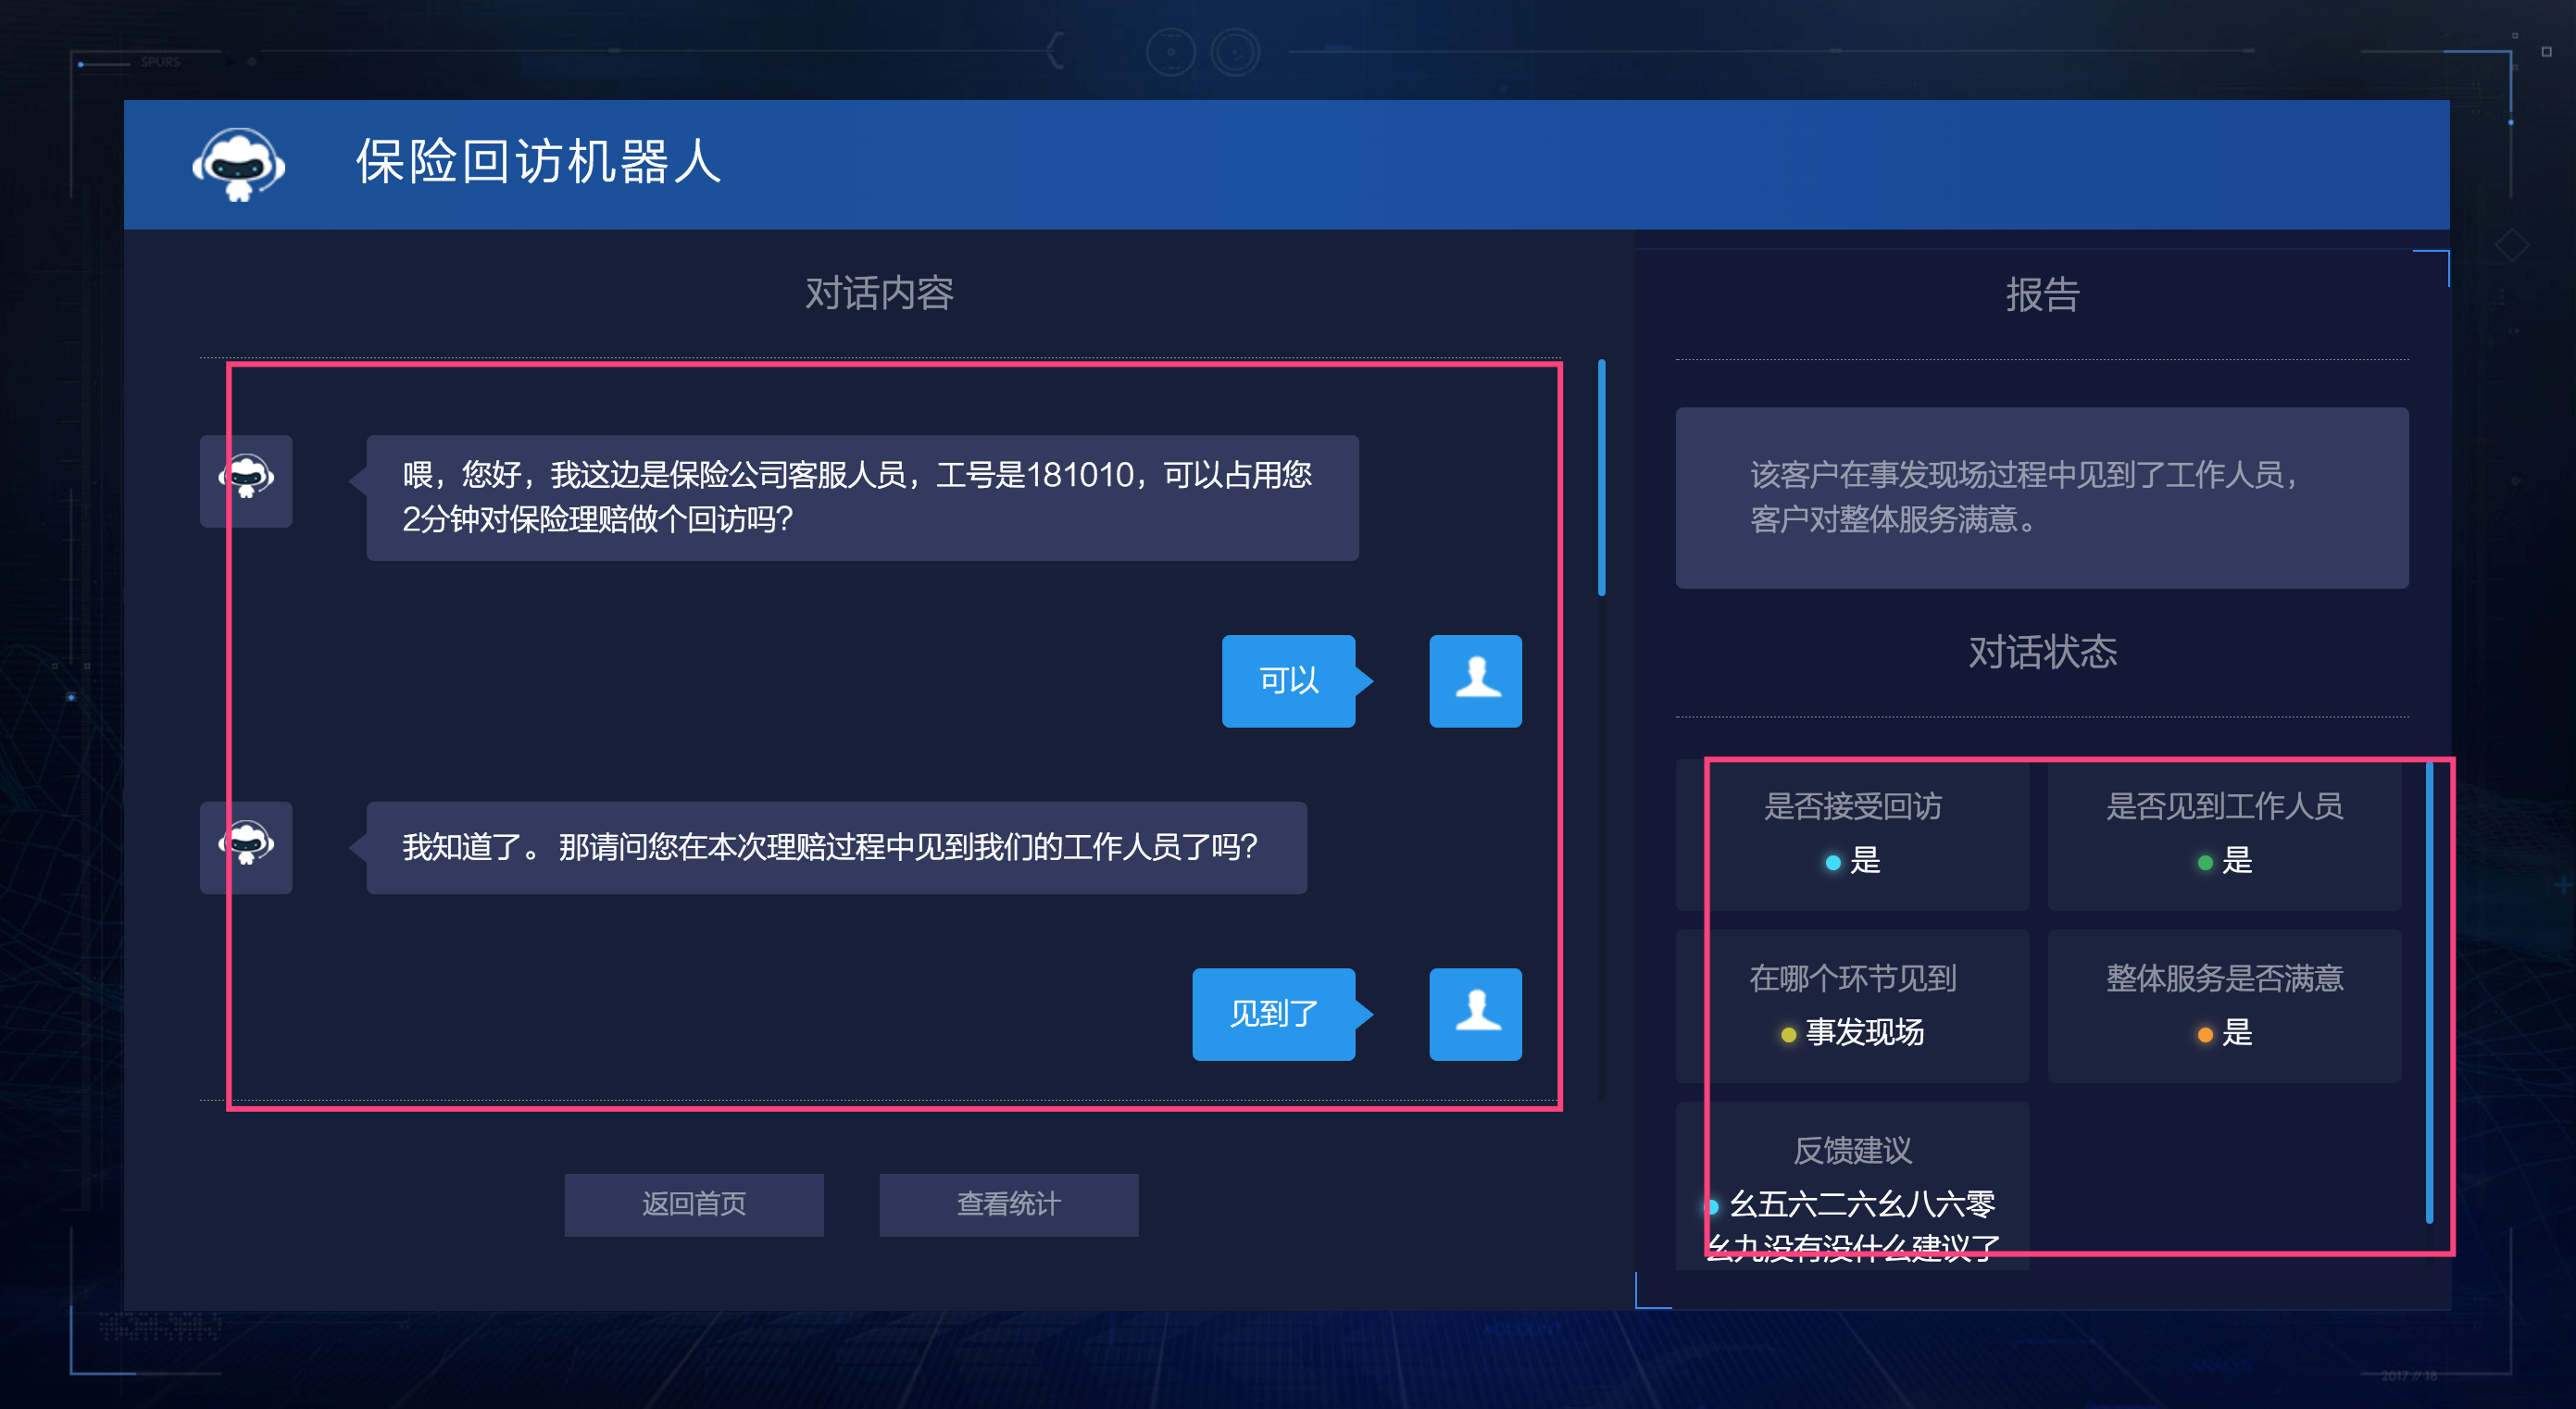 SPURS
保险回访机器人
对话内容
喂，您好，我这边是保险公司客服人员，工号是181010，可以占用您
2分钟对保险理赔做个回访吗？
可以
我知道了。 那请问您在本次理赔过程中见到我们的工作人员了吗？
见到了
返回首页
查看统计
报告
该客户在事发现场过程中见到了工作人员，
客户对整体服务满意。
对话状态
是否接受回访
是
是否见到工作人员
是
在哪个环节见到
事发现场
整体服务是否满意
是
反馈建议
幺五六二六幺八六零
幺九没有没什么建议了
2017 // 18